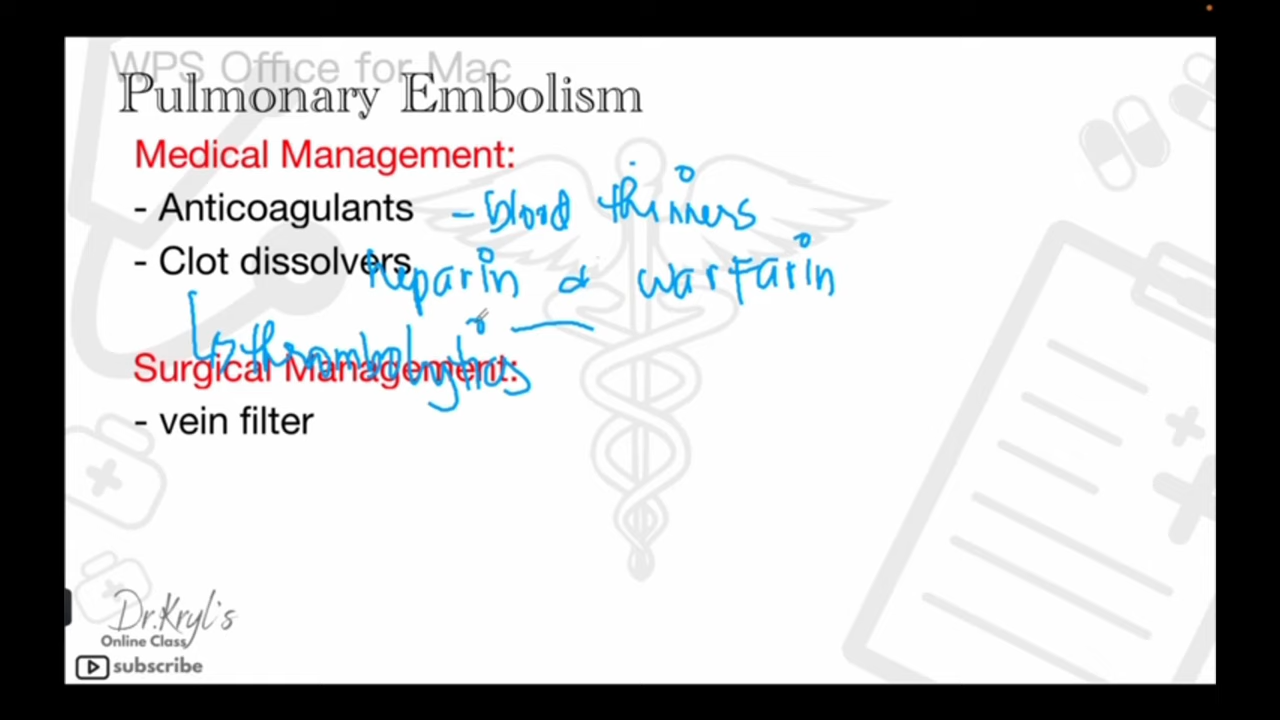 WPS Office for Mac
Pulmonary Embolism
Medical Management:
- Anticoagulants – blood thinners
- Clot dissolvers
Heparin & warFarin
↳ thrombolytics
Surgical Management:
- vein filter
Dr.Kryl's
Online Class
subscribe